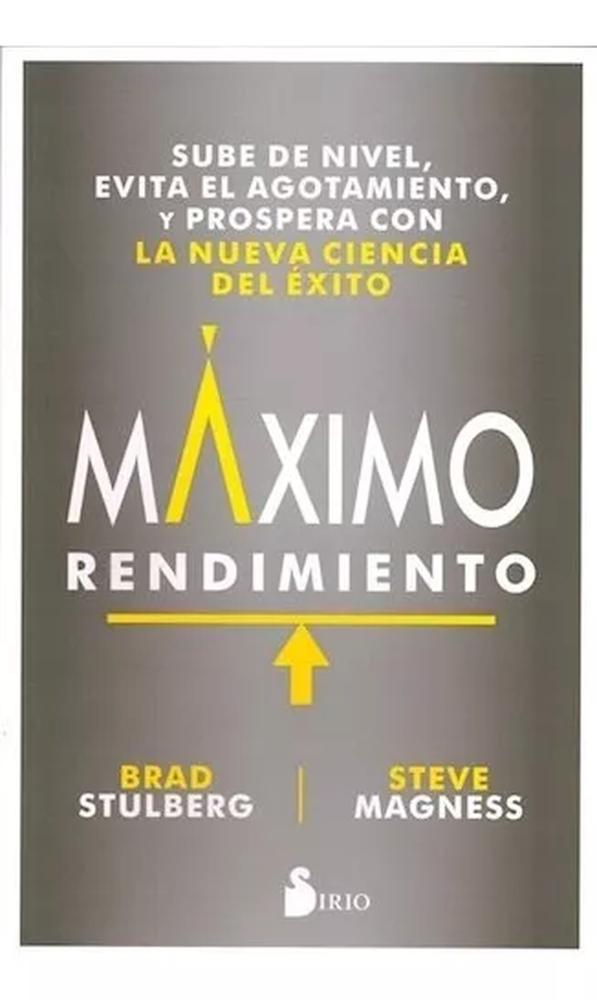 SUBE DE NIVEL,
EVITA EL AGOTAMIENTO,
Y PROSPERA CON
LA NUEVA CIENCIA
DEL ÉXITO
MÁXIMO
RENDIMIENTO
BRAD STULBERG
STEVE MAGNESS
SIRIO